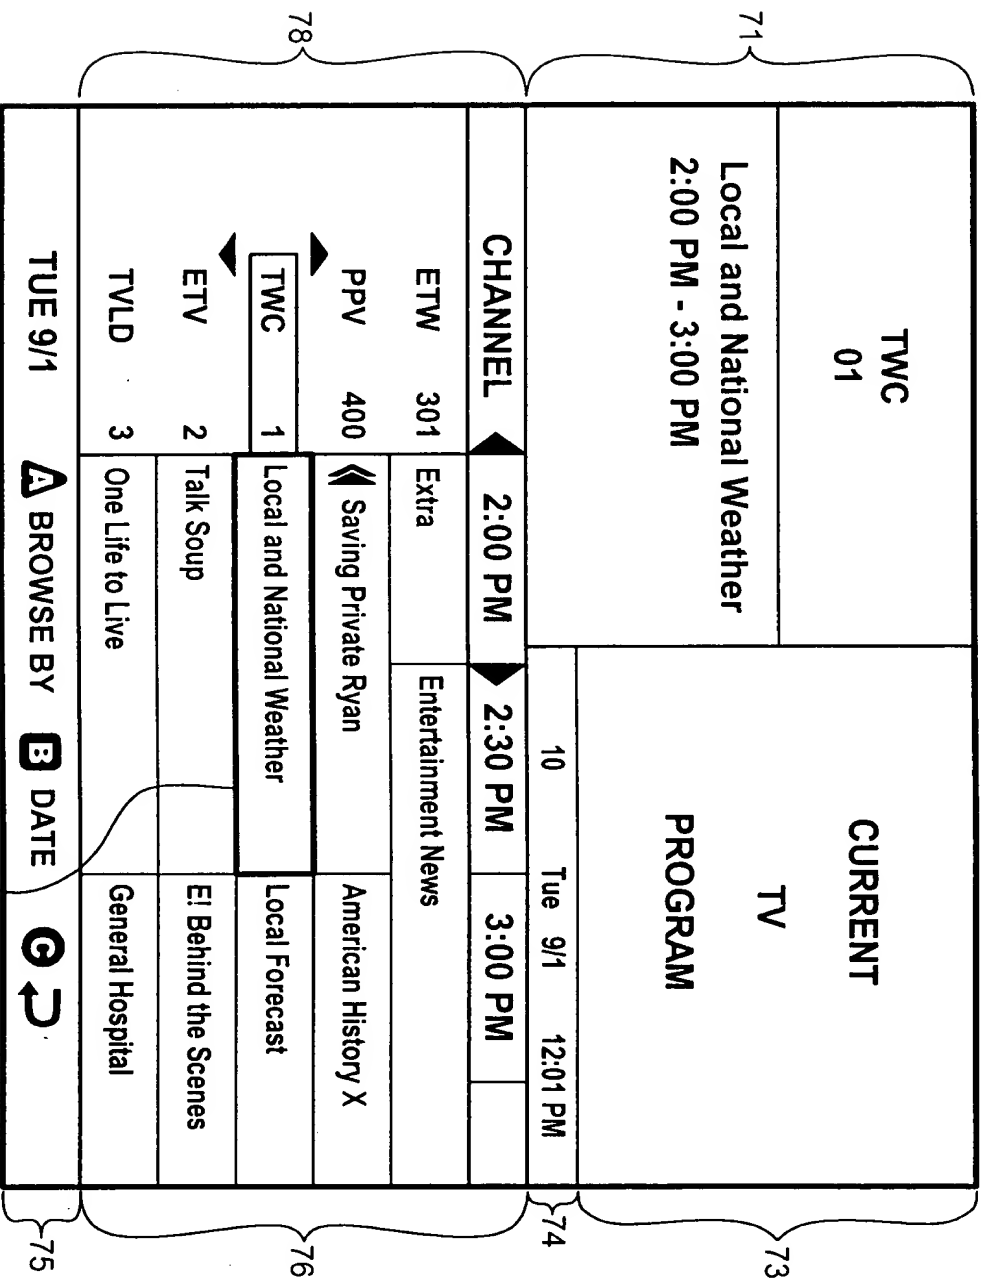 71
TWC
01
Local and National Weather
2:00 PM - 3:00 PM
CURRENT
TV
PROGRAM
73
10 Tue 9/1 12:01 PM
74
78
CHANNEL 2:00 PM 2:30 PM 3:00 PM
ETW 301 Extra Entertainment News
PPV 400 Saving Private Ryan American History X
TWC 1 Local and National Weather Local Forecast
ETV 2 Talk Soup E! Behind the Scenes
TVLD 3 One Life to Live General Hospital
76
TUE 9/1 A BROWSE BY B DATE C
75